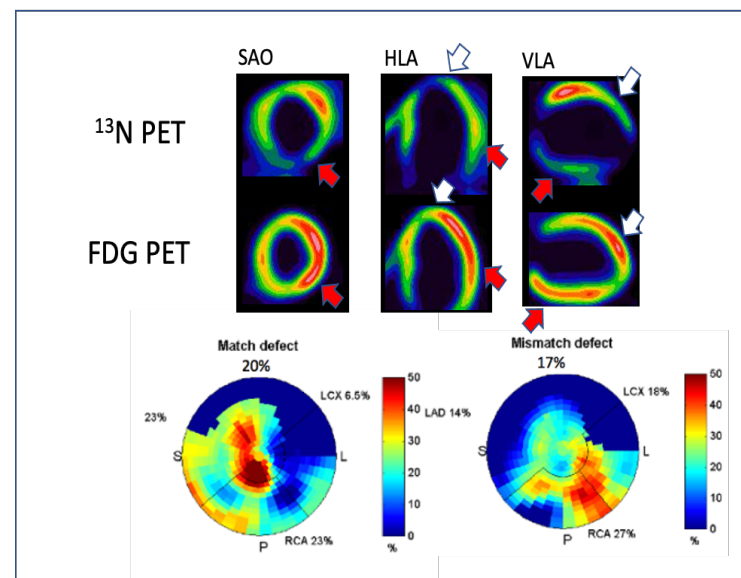 SAO HLA VLA
¹³N PET
FDG PET
Match defect
20%
LCX 6.5%
23%
LAD 14%
S
L
P
RCA 23%
50
40
30
20
10
0
%
Mismatch defect
17%
LCX 18%
S
L
P
RCA 27%
50
40
30
20
10
0
%